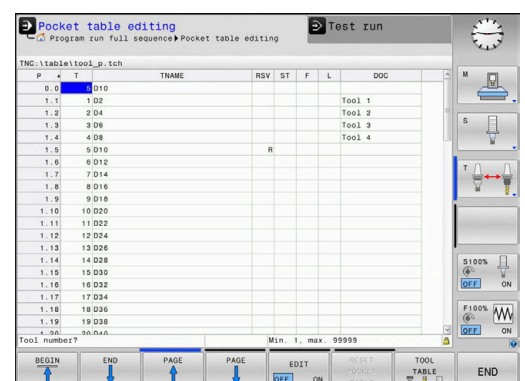 Pocket table editing
Test run
Program run full sequence Pocket table editing
TNC:\table\tool_p.tch
P T TNAME RSV ST F L DOC
0.0 5 D10
1.1 1 D2 Tool 1
1.2 2 D4 Tool 2
1.3 3 D6 Tool 3
1.4 4 D8 Tool 4
1.5 5 D10 R
1.6 6 D12
1.7 7 D14
1.8 8 D16
1.9 9 D18
1.10 10 D20
1.11 11 D22
1.12 12 D24
1.13 13 D26
1.14 14 D28
1.15 15 D30
1.16 16 D32
1.17 17 D34
1.18 18 D36
1.19 19 D38
1.20 20 D40
Tool number? Min. 1, max. 99999
M
S
T
S100%
OFF ON
F100%
OFF ON
BEGIN END PAGE PAGE EDIT RESET TOOL END
POCKET TABLE
OFF ON